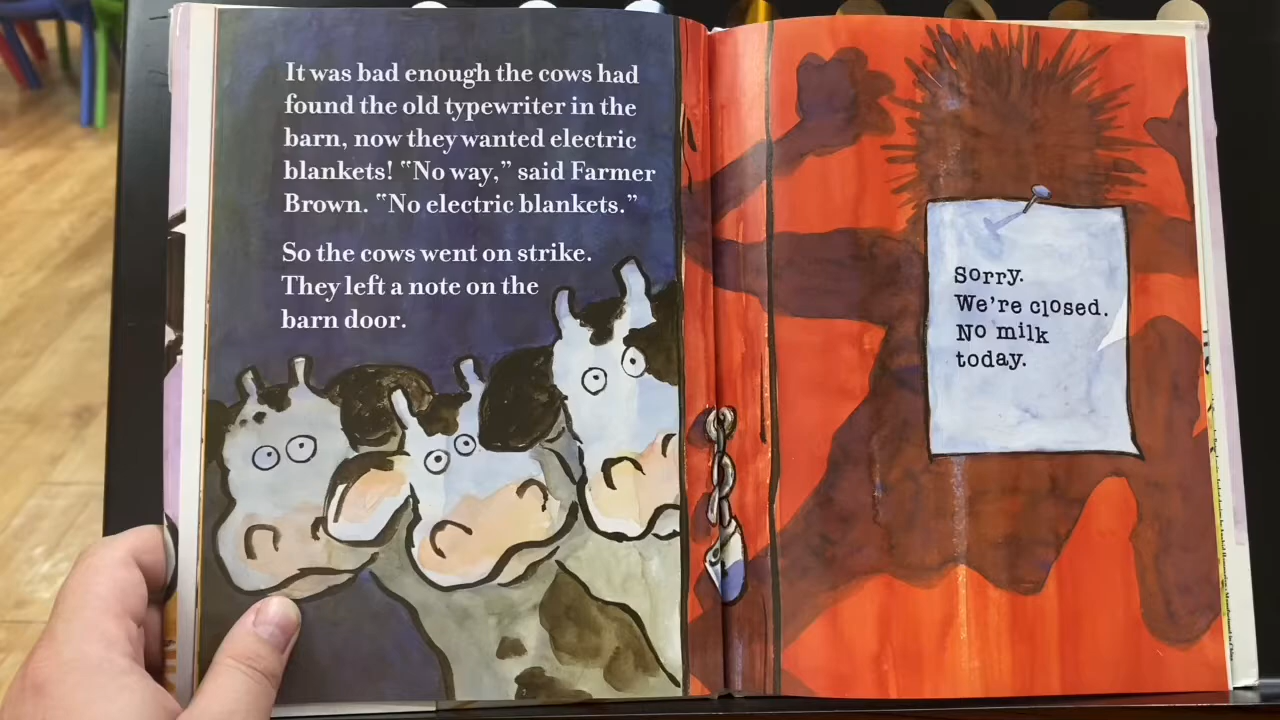 It was bad enough the cows had
found the old typewriter in the
barn, now they wanted electric
blankets! "No way," said Farmer
Brown. "No electric blankets."
So the cows went on strike.
They left a note on the
barn door.
Sorry.
We're closed.
No milk
today.